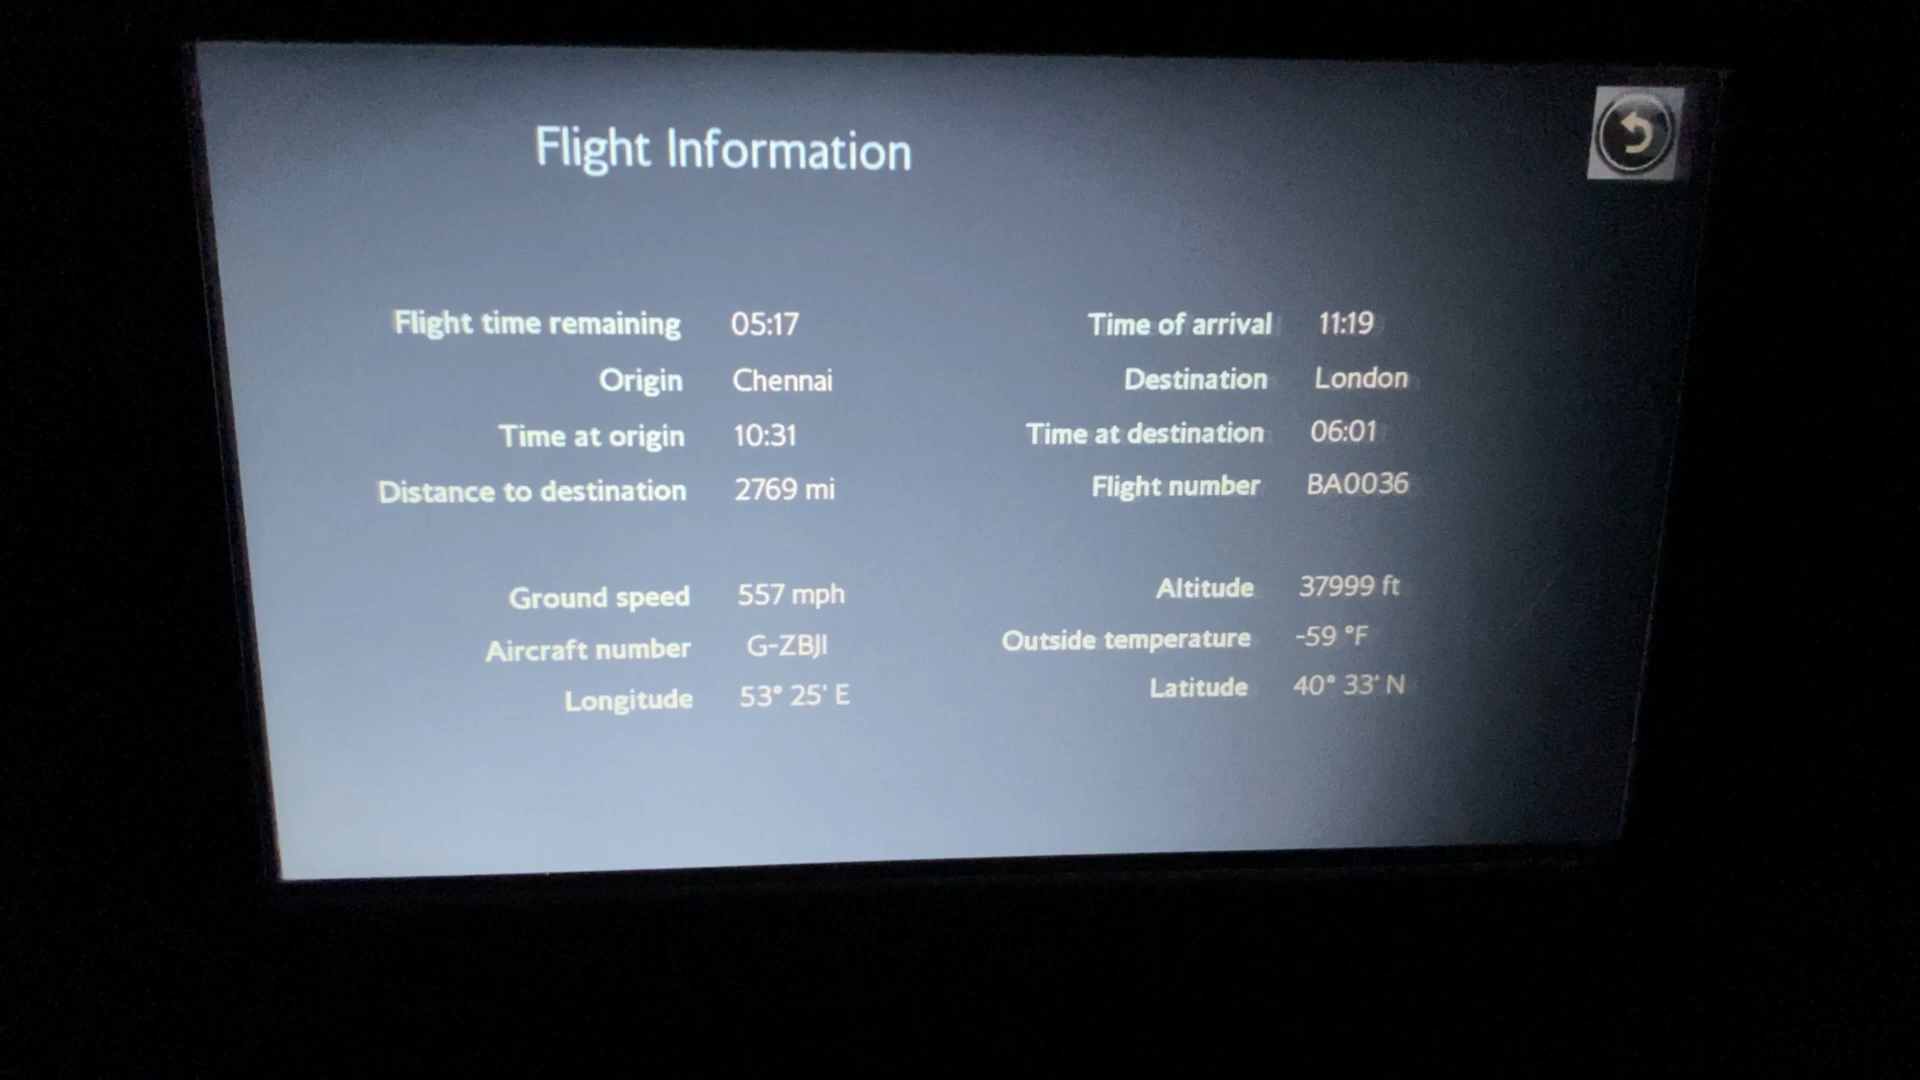 Flight Information
Flight time remaining 05:17 Time of arrival 11:19
Origin Chennai Destination London
Time at origin 10:31 Time at destination 06:01
Distance to destination 2769 mi Flight number BA0036
Ground speed 557 mph Altitude 37999 ft
Aircraft number G-ZBJI Outside temperature -59 °F
Longitude 53° 25' E Latitude 40° 33' N